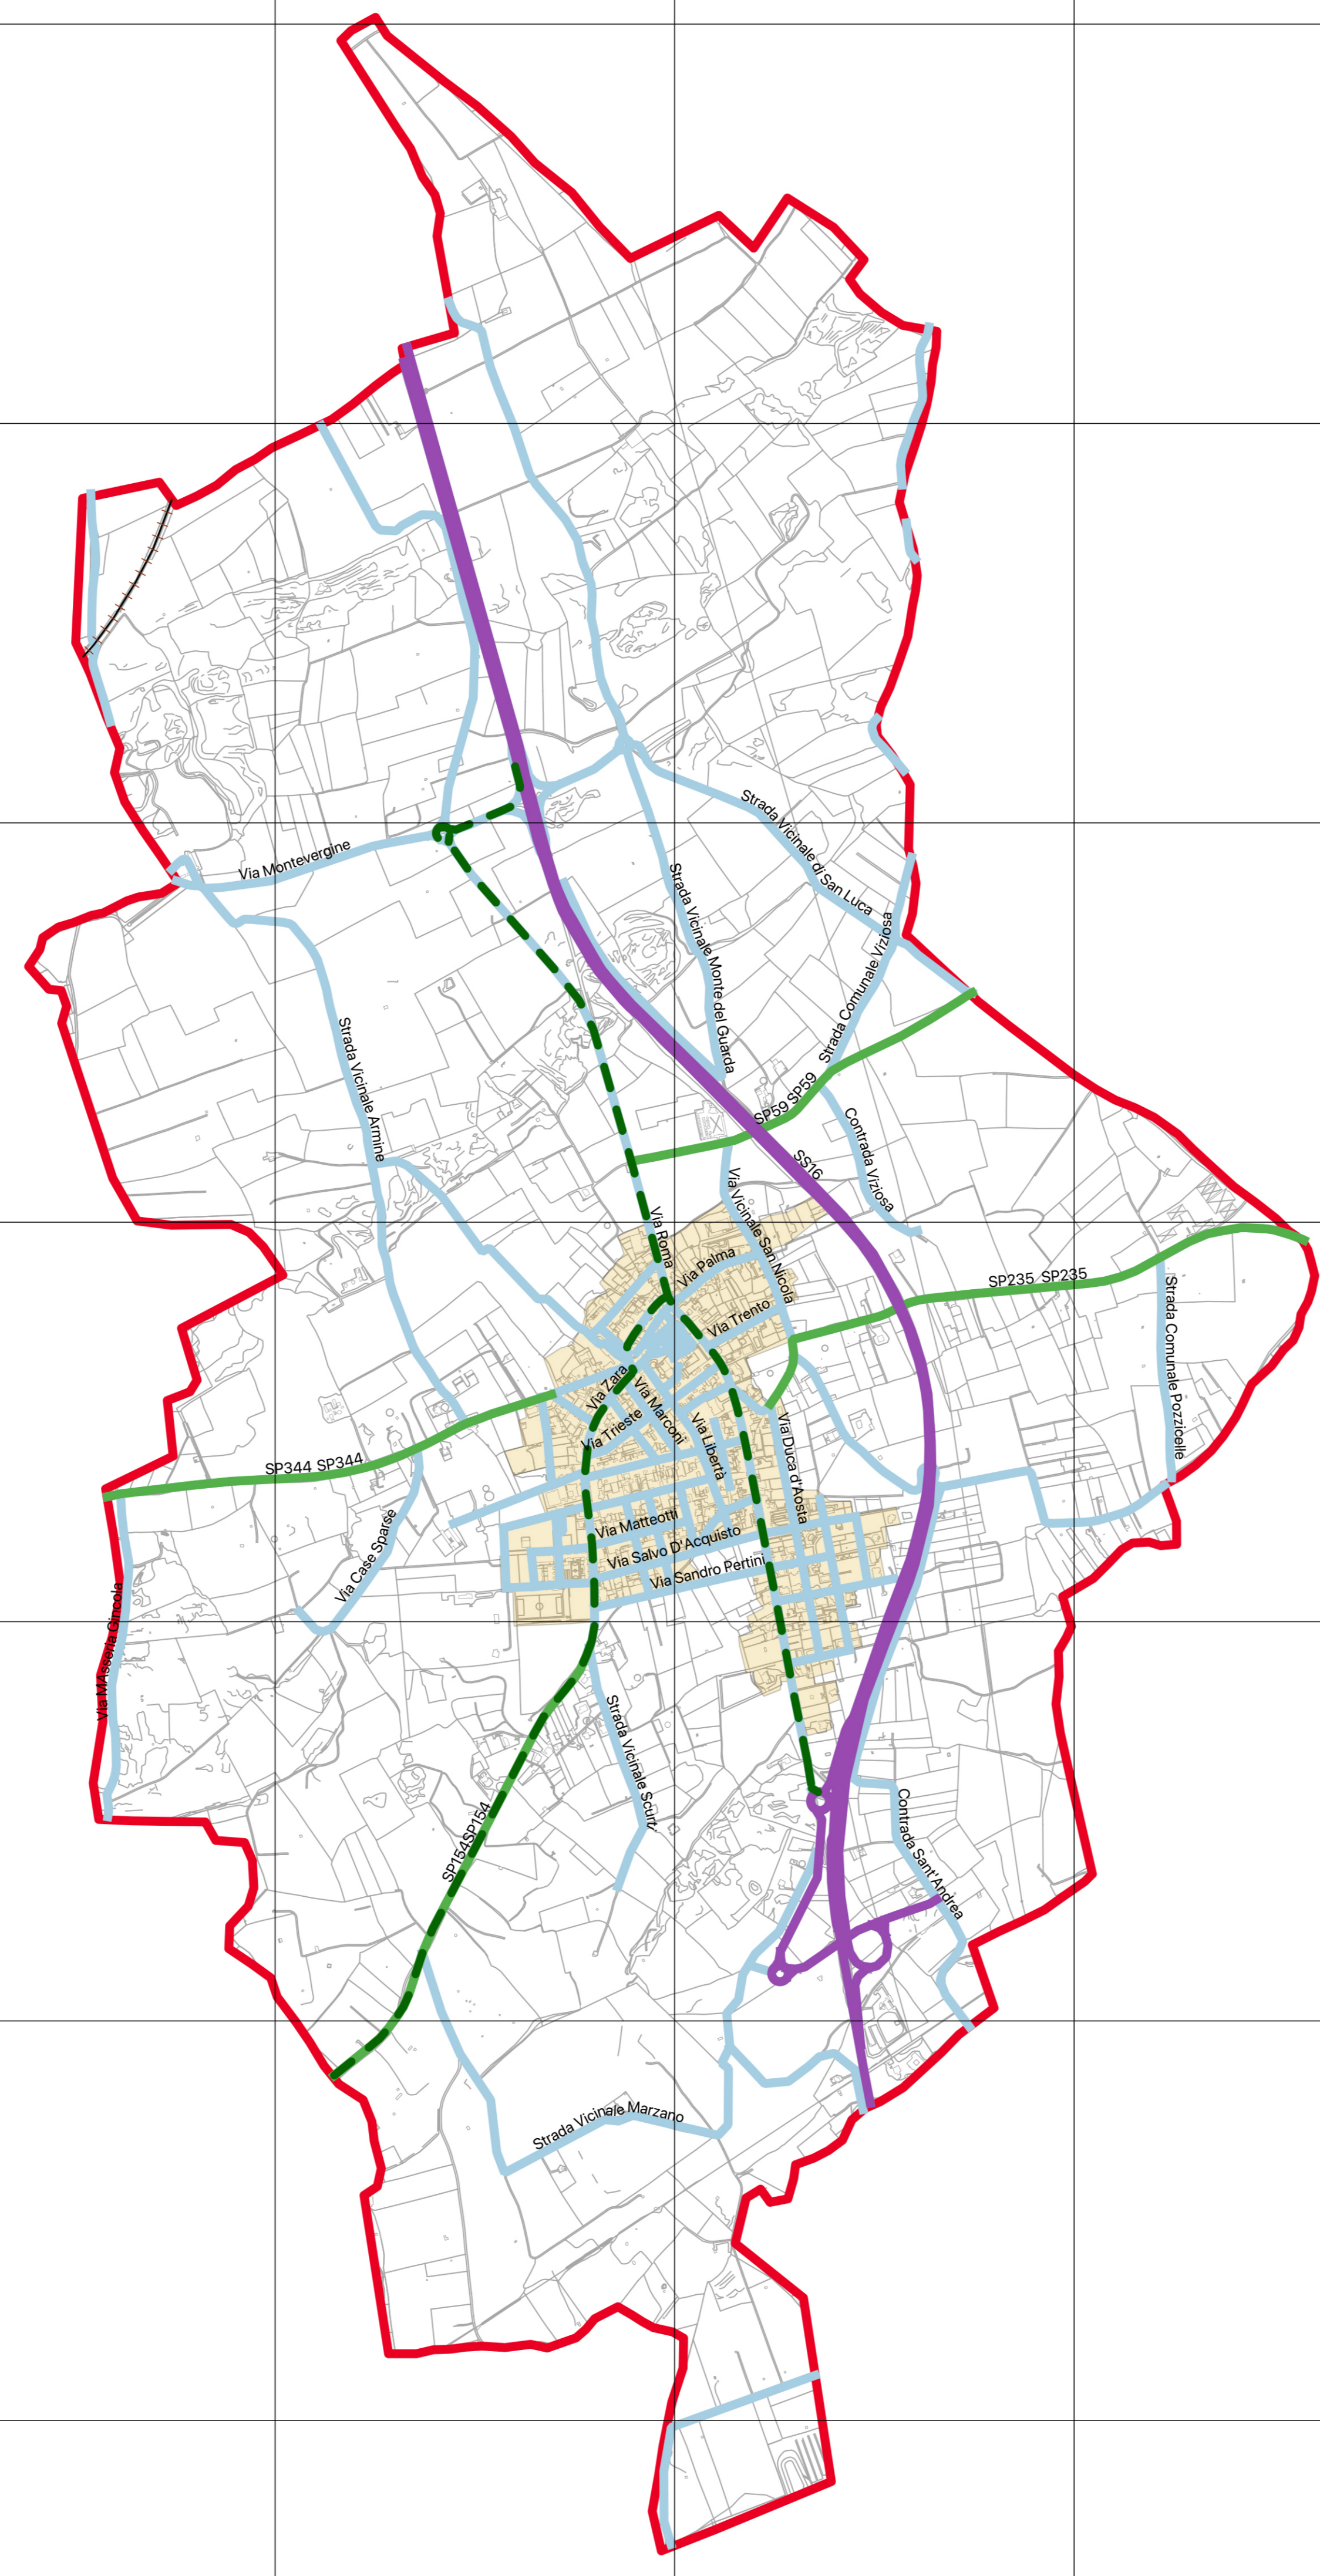 Strada Vicinale di San Luca
Via Montevergine
Strada Vicinale Monte del Guarda
Strada Comunale Viziosa
Strada Vicinale Armine
SP59 SP59
Contrada Viziosa
SS16
Via Vicinale San Nicola
Via Roma
Via Palma
SP235 SP235
Strada Comunale Pozzicelle
Via Trento
Via Zara
Via Marconi
Via Trieste
Via Libertà
Via Duca d'Aosta
SP344 SP344
Via Case Sparse
Via Matteotti
Via Salvo D'Acquisto
Via Sandro Pertini
Via MAsseria Gincola
Strada Vicinale Scurti
SP154SP154
Contrada Sant'Andrea
Strada Vicinale Marzano